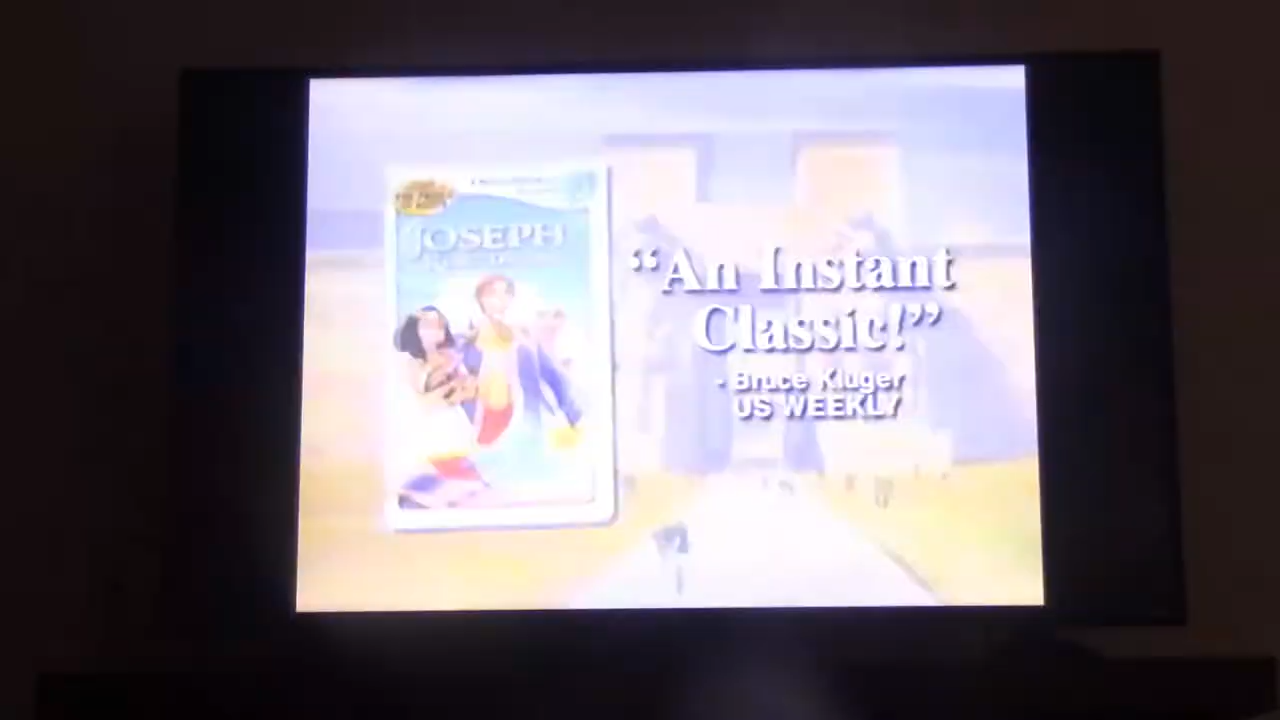 JOSEPH
“An Instant
Classic!”
- Bruce Kluger
US WEEKLY